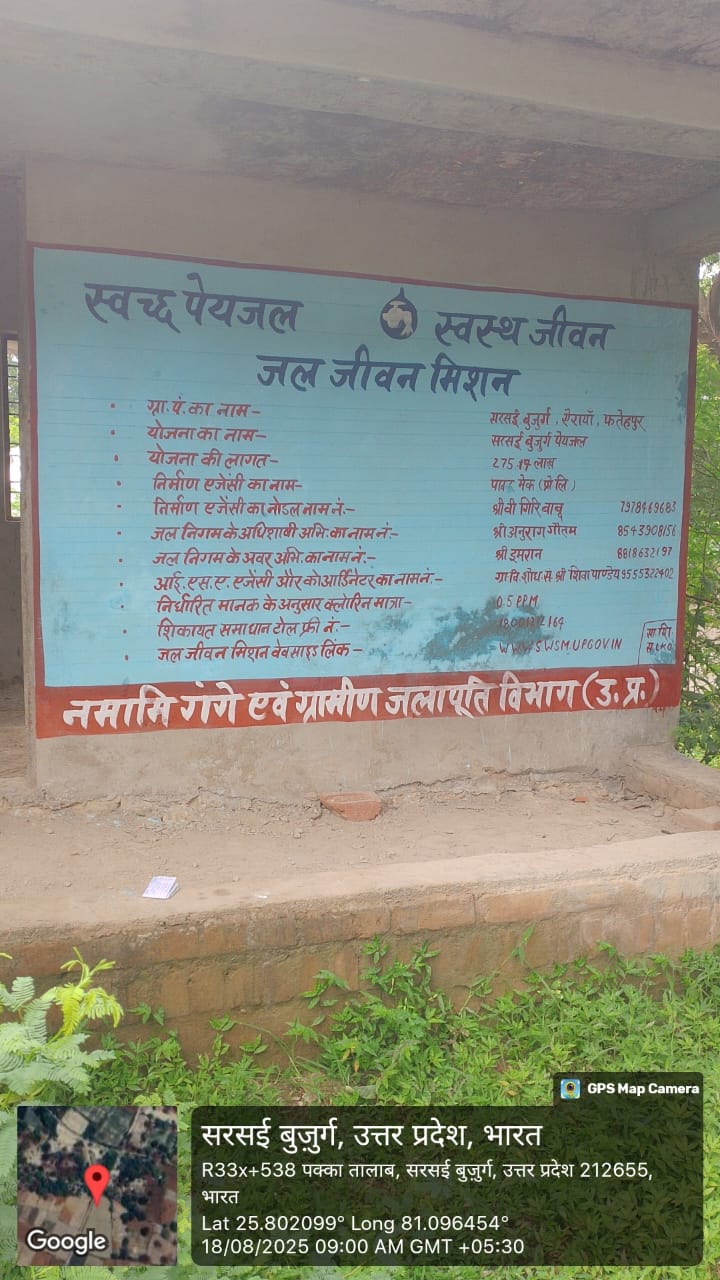 स्वच्छ पेयजल स्वस्थ जीवन
जल जीवन मिशन
ग्रा.पं.का नाम- सरसई बुजुर्ग, ऐरायाँ, फतेहपुर
योजना का नाम- सरसई बुजुर्ग पेयजल
योजना की लागत- 275.17 लाख
निर्माण एजेंसी का नाम- पावर मेक (प्रो लि.)
निर्माण एजेंसी का नोडल नाम नं:- श्री वी गिरि वाबू 7978469683
जल निगम के अधिशाषी अभि. का नाम नं:- श्री अनुराग गौतम 8543908156
जल निगम के अवर अभि. का नाम नं:- श्री इमरान 8818632197
आई. एस. ए. एजेंसी और कोआर्डिनेटर का नाम नं:- ग्रा वि शोध सं. श्री शिवा पाण्डेय 9555322402
निर्धारित मानक के अनुसार क्लोरिन मात्रा- 0.5 PPM
शिकायत समाधान टोल फ्री नं:-
जल जीवन मिशन वेबसाइड लिंक- WWW.SWSM.UP.GOV.IN
नमामि गंगे एवं ग्रामीण जलापूति विभाग (उ. प्र.)
GPS Map Camera
सरसई बुज़ुर्ग, उत्तर प्रदेश, भारत
R33x+538 पक्का तालाब, सरसई बुज़ुर्ग, उत्तर प्रदेश 212655,
भारत
Lat 25.802099° Long 81.096454°
18/08/2025 09:00 AM GMT +05:30
Google